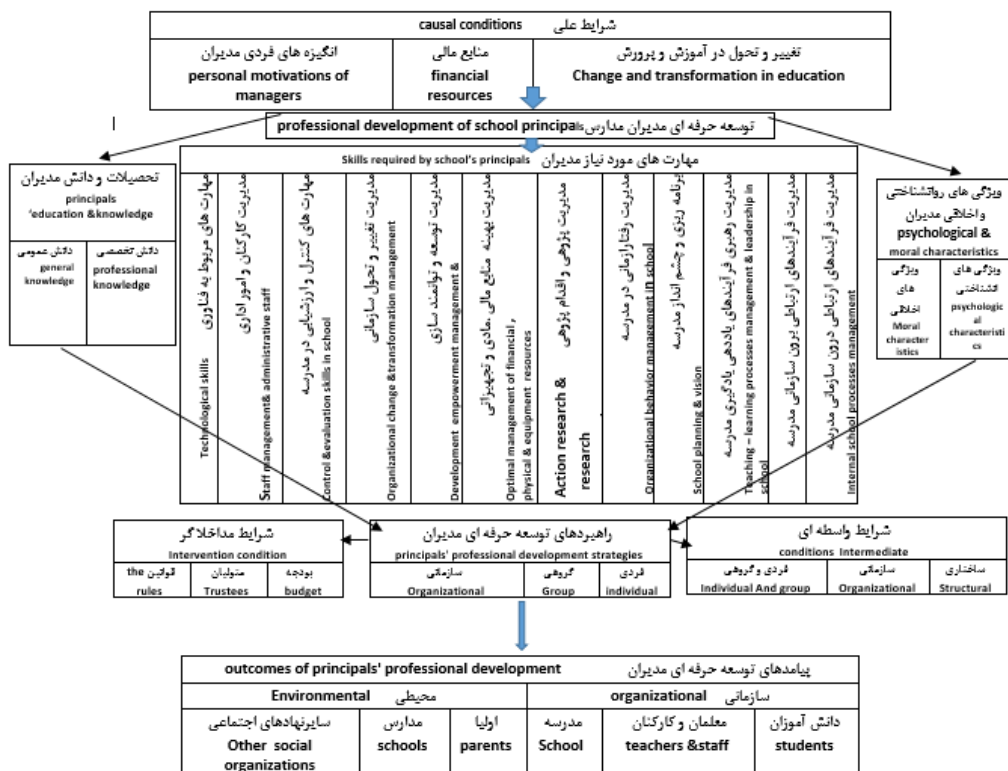 causal conditions شرایط علی
انگیزه های فردی مدیران
personal motivations of
managers
منابع مالی
financial
resources
تغییر و تحول در آموزش و پرورش
Change and transformation in education
professional development of school principals توسعه حرفه ای مدیران مدارس
تحصیلات و دانش مدیران
principals
‘education &knowledge
دانش عمومی
general
knowledge
دانش تخصصی
professional
knowledge
Skills required by school’s principals مهارت های مورد نیاز مدیران
مهارت های مربوط به فناوری
Technological skills
مدیریت کارکنان و امور اداری
Staff management& administrative staff
مهارت های کنترل و ارزشیابی در مدرسه
Control &evaluation skills in school
مدیریت تغییر و تحول سازمانی
Organizational change &transformation management
مدیریت توسعه و توانمند سازی
Development empowerment management &
مدیریت بهینه منابع مالی ،مادی و تجهیزاتی
Optimal management of financial ,
physical & equipment resources
مدیریت پژوهی و اقدام پژوهی
Action research &
research
مدیریت رفتارازمانی در مدرسه
Organizational behavior management in school
برنامه ریزی و چشم انداز مدرسه
School planning & vision
مدیریت رهبری فرآیندهای یاددهی یادگیری مدرسه
Teaching – learning processes management & leadership in
school
مدیریت فرآیندهای ارتباطی برون سازمانی مدرسه
مدیریت فرآیندهای ارتباطی درون سازمانی مدرسه
Internal school processes management
ویژگی های روانشناختی
و اخلاقی مدیران
psychological &
moral characteristics
ویژگی
های
اخلاقی
Moral
character
istics
ویژگی های
انشناختی
psycholog
ical
characterist
ics
شرایط مداخلاگر
Intervention condition
قوانین the
rules
متولیان
Trustees
بودجه
budget
راهبردهای توسعه حرفه ای مدیران
principals' professional development strategies
سازمانی
Organizational
گروهی
Group
فردی
individual
شرایط واسطه ای
conditions Intermediate
فردی و گروهی
Individual And group
سازمانی
Organizational
ساختاری
Structural
outcomes of principals' professional development پیامدهای توسعه حرفه ای مدیران
Environmental محیطی
organizational سازمانی
سایرنهادهای اجتماعی
Other social
organizations
مدارس
schools
اولیا
parents
مدرسه
School
معلمان و کارکنان
teachers &staff
دانش آموزان
students